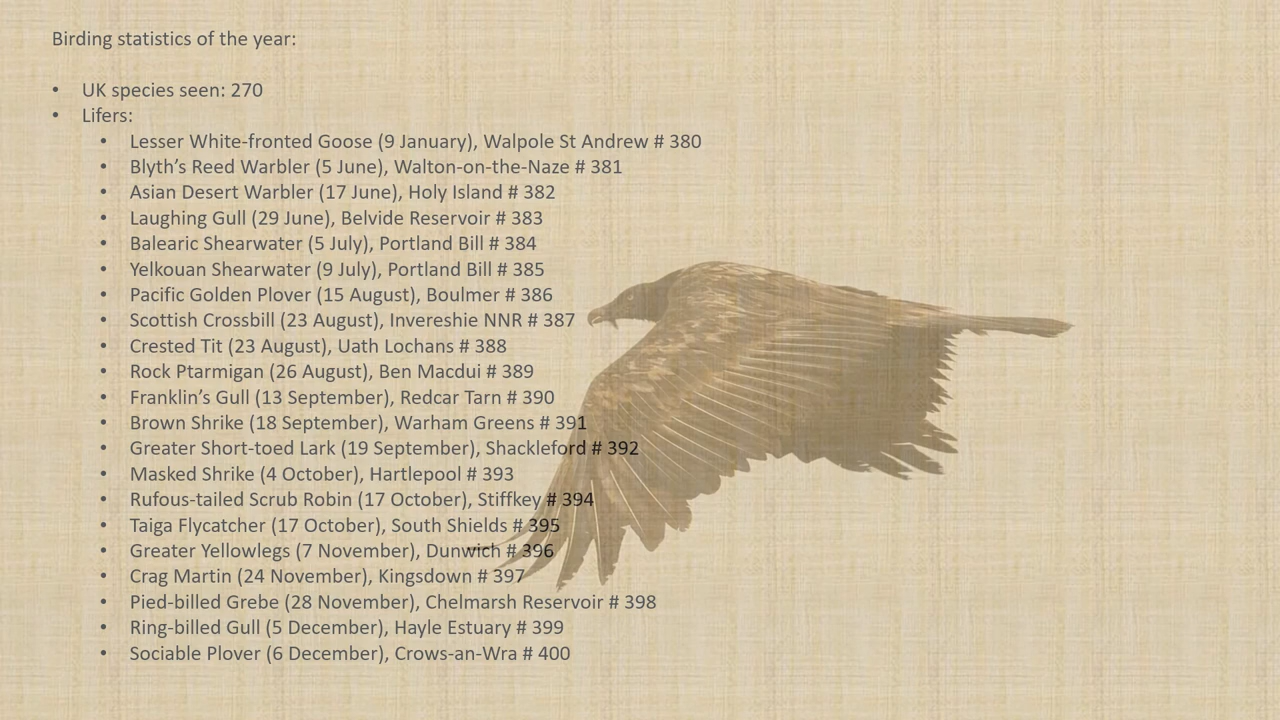 Birding statistics of the year:
• UK species seen: 270
• Lifers:
• Lesser White-fronted Goose (9 January), Walpole St Andrew # 380
• Blyth’s Reed Warbler (5 June), Walton-on-the-Naze # 381
• Asian Desert Warbler (17 June), Holy Island # 382
• Laughing Gull (29 June), Belvide Reservoir # 383
• Balearic Shearwater (5 July), Portland Bill # 384
• Yelkouan Shearwater (9 July), Portland Bill # 385
• Pacific Golden Plover (15 August), Boulmer # 386
• Scottish Crossbill (23 August), Invereshie NNR # 387
• Crested Tit (23 August), Uath Lochans # 388
• Rock Ptarmigan (26 August), Ben Macdui # 389
• Franklin’s Gull (13 September), Redcar Tarn # 390
• Brown Shrike (18 September), Warham Greens # 391
• Greater Short-toed Lark (19 September), Shackleford # 392
• Masked Shrike (4 October), Hartlepool # 393
• Rufous-tailed Scrub Robin (17 October), Stiffkey # 394
• Taiga Flycatcher (17 October), South Shields # 395
• Greater Yellowlegs (7 November), Dunwich # 396
• Crag Martin (24 November), Kingsdown # 397
• Pied-billed Grebe (28 November), Chelmarsh Reservoir # 398
• Ring-billed Gull (5 December), Hayle Estuary # 399
• Sociable Plover (6 December), Crows-an-Wra # 400